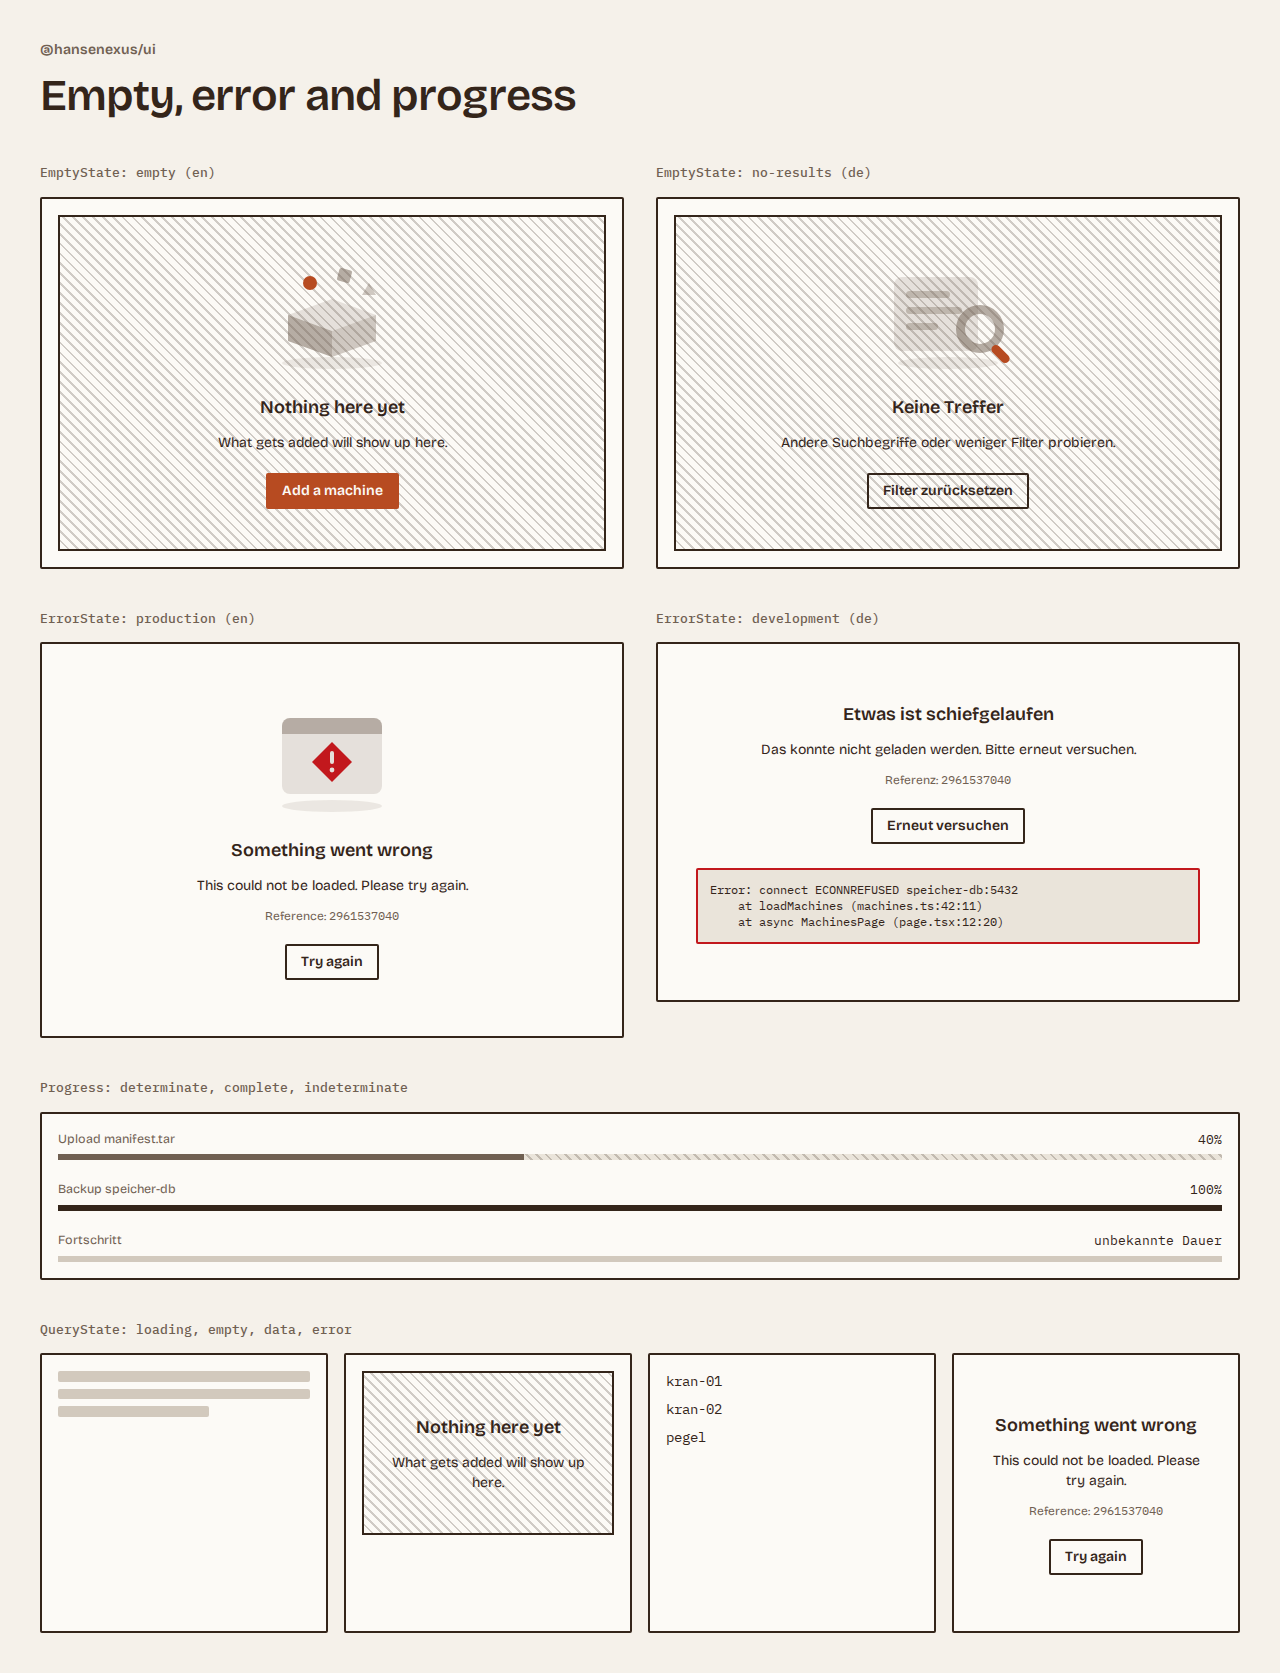 @hansenexus/ui
Empty, error and progress
EmptyState: empty (en)
EmptyState: no-results (de)
Nothing here yet
What gets added will show up here.
Add a machine
Keine Treffer
Andere Suchbegriffe oder weniger Filter probieren.
Filter zurücksetzen
ErrorState: production (en)
ErrorState: development (de)
Something went wrong
This could not be loaded. Please try again.
Reference: 2961537040
Try again
Etwas ist schiefgelaufen
Das konnte nicht geladen werden. Bitte erneut versuchen.
Referenz: 2961537040
Erneut versuchen
Error: connect ECONNREFUSED speicher-db:5432
    at loadMachines (machines.ts:42:11)
    at async MachinesPage (page.tsx:12:20)
Progress: determinate, complete, indeterminate
Upload manifest.tar
40%
Backup speicher-db
100%
Fortschritt
unbekannte Dauer
QueryState: loading, empty, data, error
Nothing here yet
What gets added will show up
here.
kran-01
kran-02
pegel
Something went wrong
This could not be loaded. Please
try again.
Reference: 2961537040
Try again